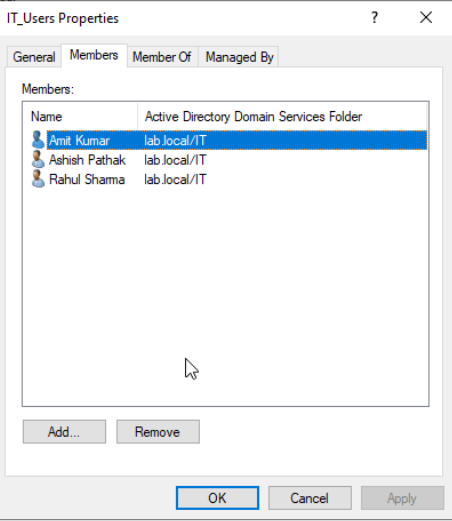 IT_Users Properties ? X
General Members Member Of Managed By
Members:
Name Active Directory Domain Services Folder
Amit Kumar lab.local/IT
Ashish Pathak lab.local/IT
Rahul Sharma lab.local/IT
Add... Remove
OK Cancel Apply